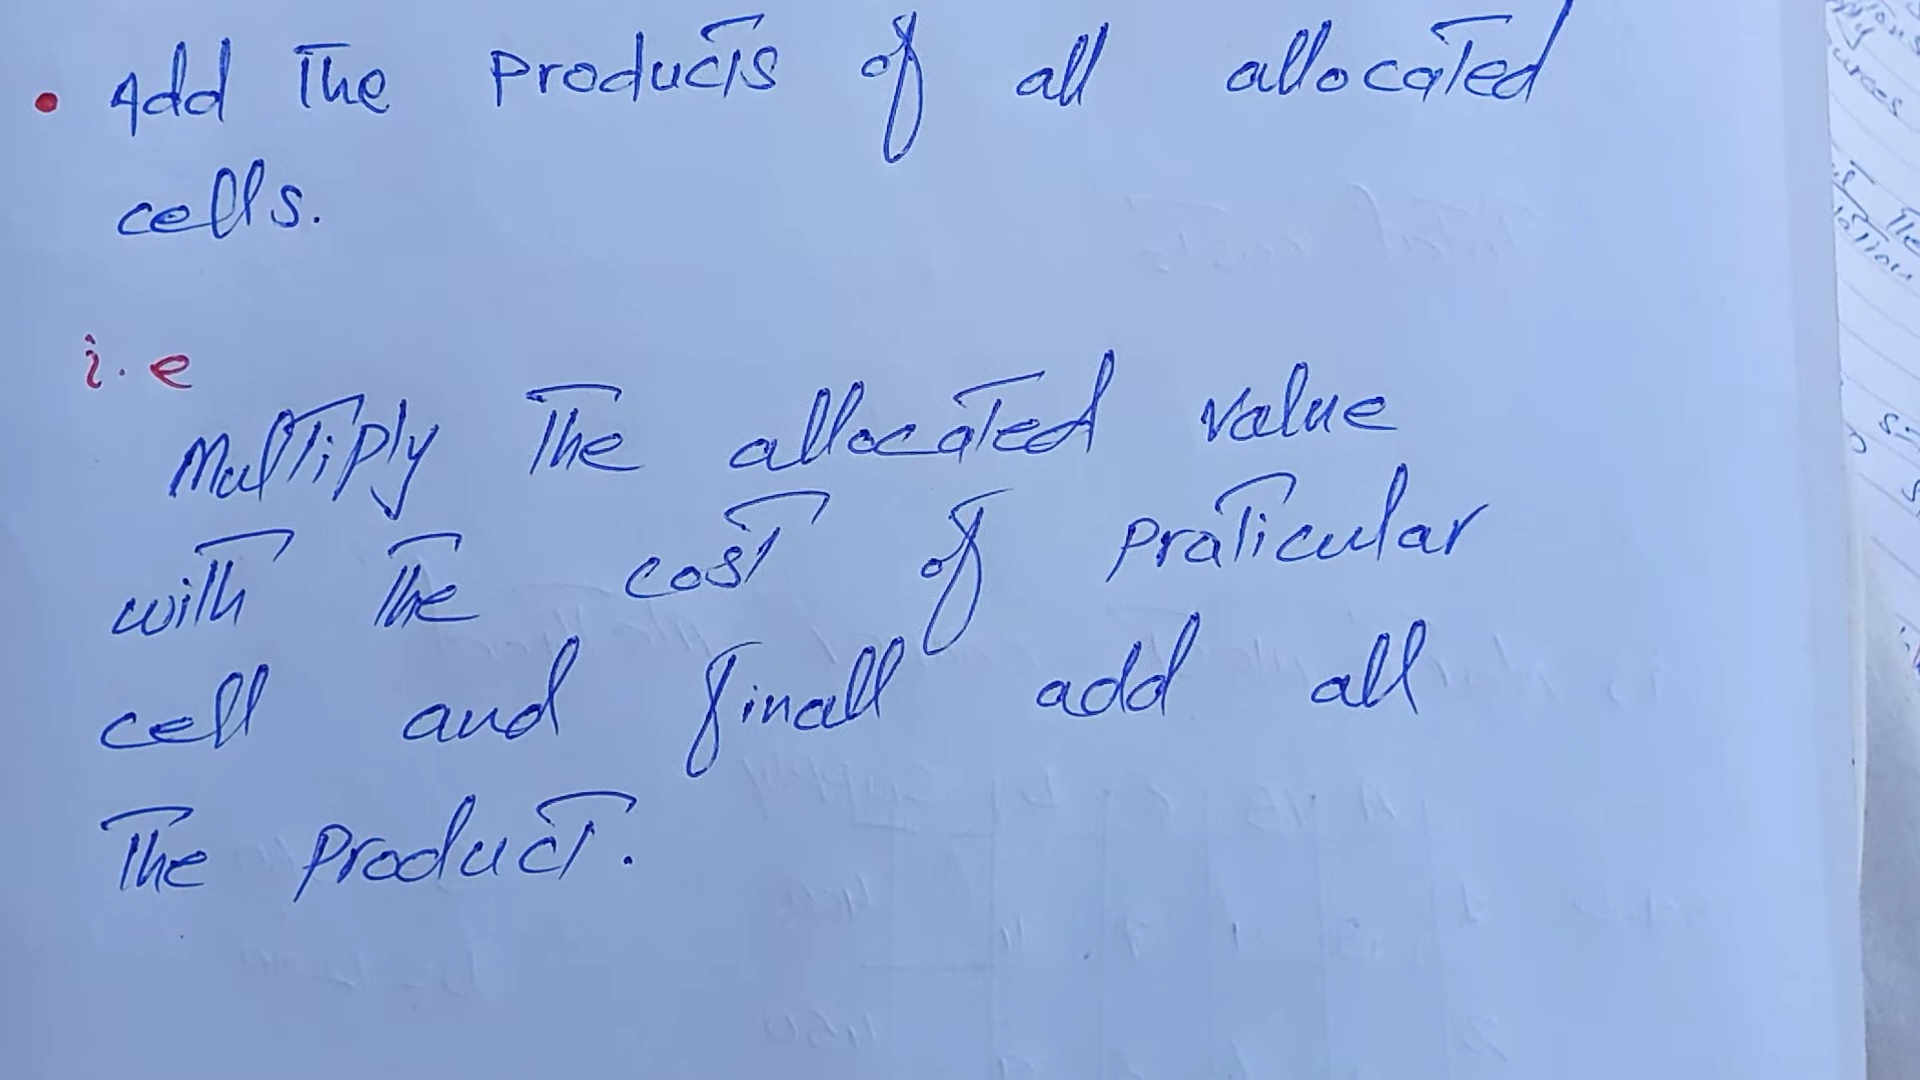 • Add The Products of all allocated
cells.
i.e
Multiply The allocated value
with the cost of praticular
cell and finall add all
The Product.